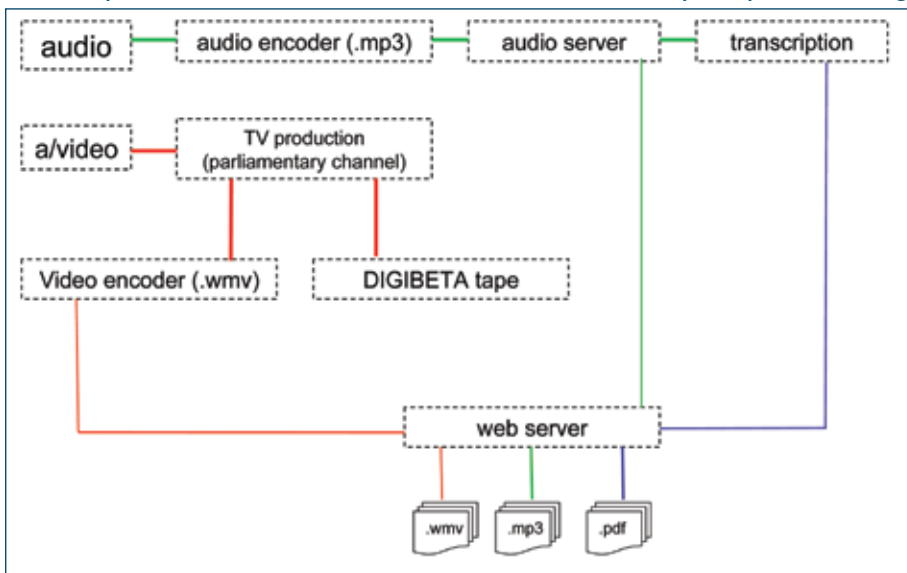 audio
audio encoder (.mp3)
audio server
transcription
a/video
TV production
(parliamentary channel)
Video encoder (.wmv)
DIGIBETA tape
web server
.wmv
.mp3
.pdf